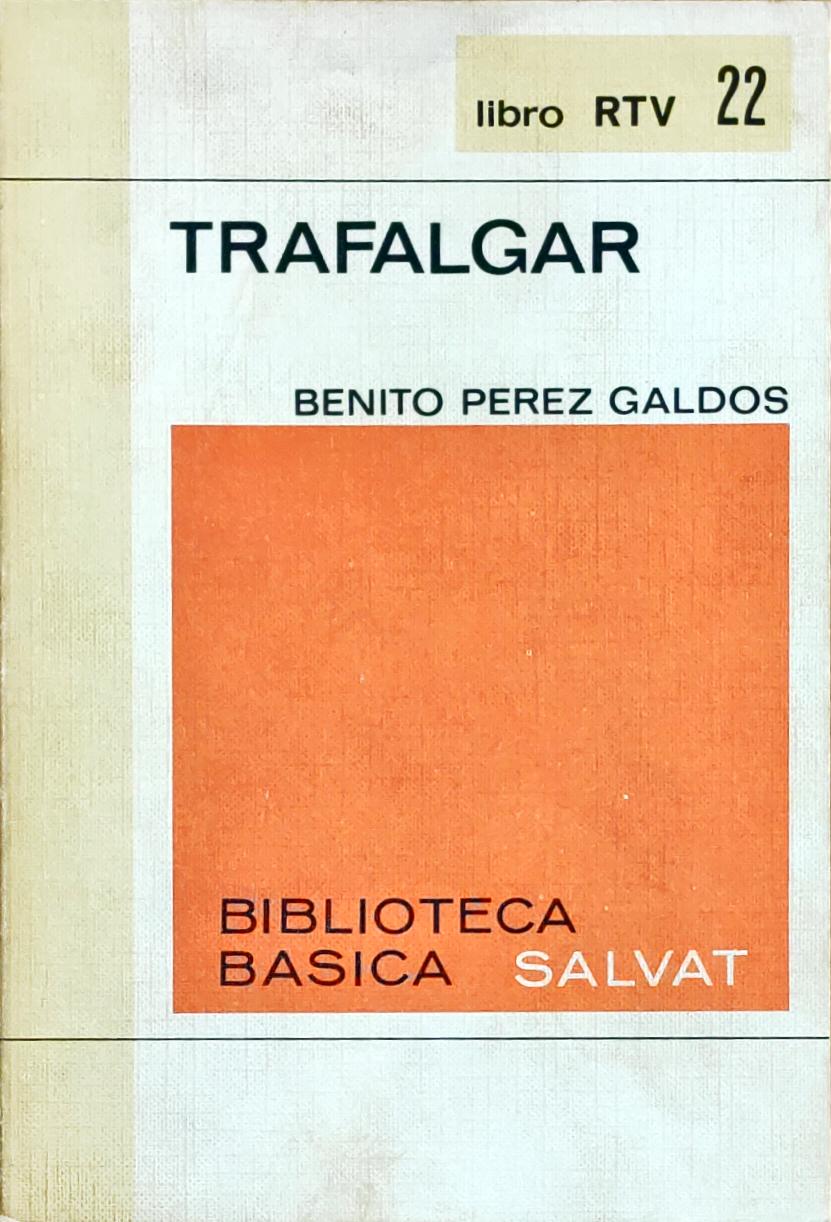 libro RTV 22
TRAFALGAR
BENITO PEREZ GALDOS
BIBLIOTECA
BASICA SALVAT